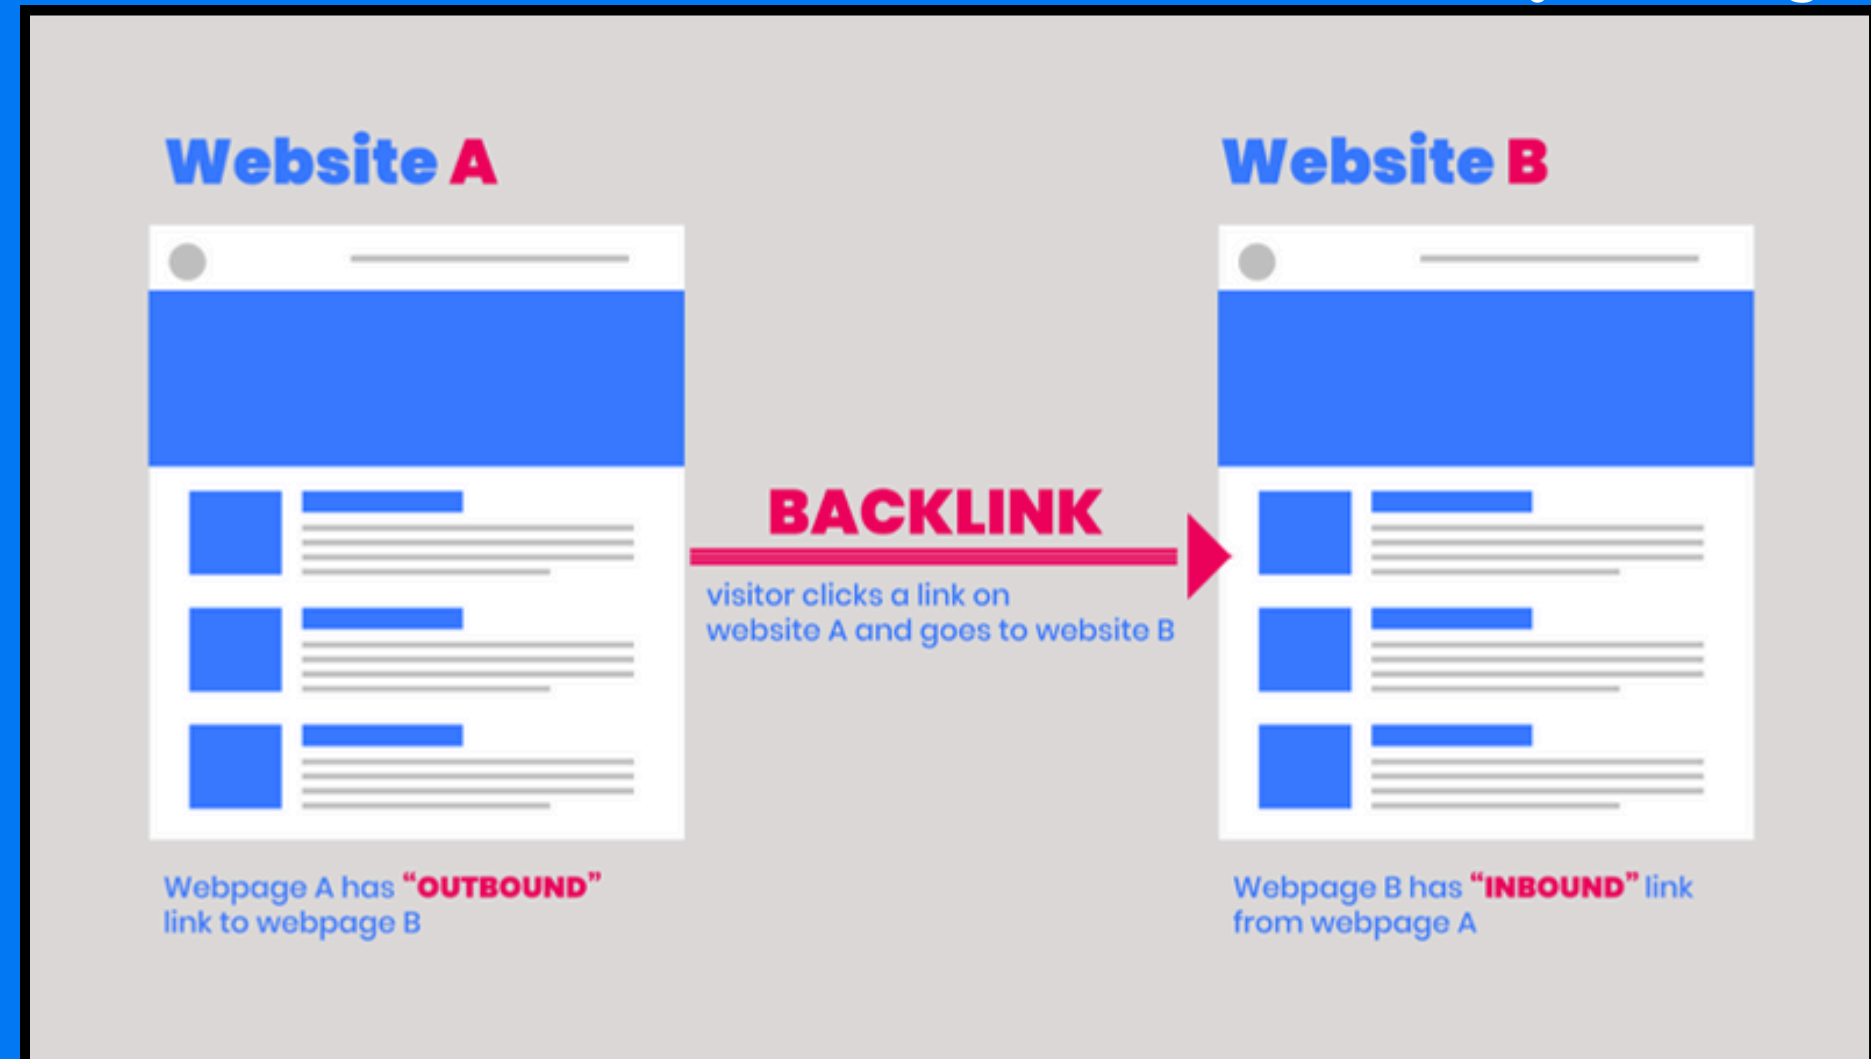 Website A
Website B
BACKLINK
visitor clicks a link on
website A and goes to website B
Webpage A has “OUTBOUND”
link to webpage B
Webpage B has “INBOUND” link
from webpage A